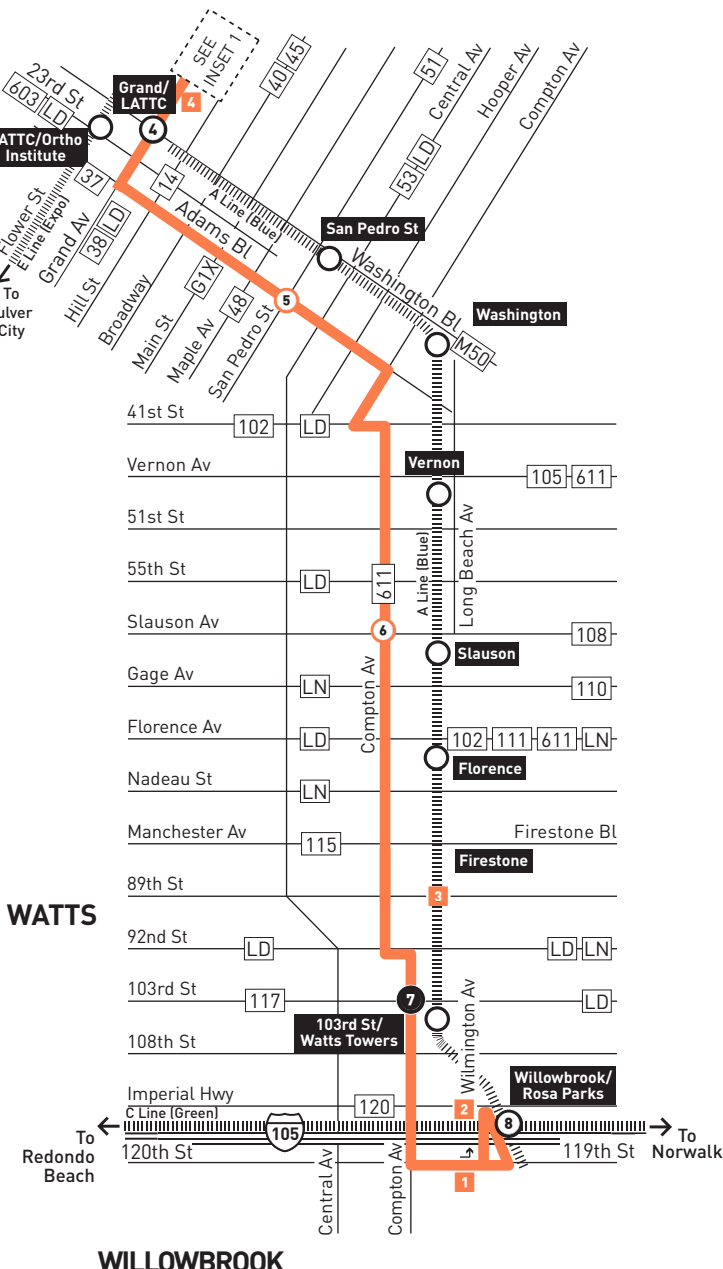 SEE
INSET 1
4
23rd St
603 LD
Grand/
LATTC
4
ATTC/Ortho
Institute
40 45
51
Central Av
Hooper Av
Compton Av
53 LD
37
14
A Line (Blue)
Adams Bl
San Pedro St
Washington Bl
Washington
M50
Flower St
E Line (Expo)
Grand Av
38 LD
Hill St
Broadway
Main St
G1X
Maple Av
48
San Pedro St
5
To
ulver
City
41st St
102
LD
Vernon Av
Vernon
105 611
51st St
55th St
LD
611
A Line (Blue)
Long Beach Av
Slauson Av
6
108
Slauson
Gage Av
LN
110
Compton Av
Florence Av
LD
102 111 611 LN
Florence
Nadeau St
LN
Manchester Av
115
Firestone Bl
Firestone
89th St
3
WATTS
92nd St
LD
LD LN
103rd St
117
7
LD
103rd St/
Watts Towers
108th St
Wilmington Av
Willowbrook/
Rosa Parks
Imperial Hwy
120
2
C Line (Green)
8
105
To
Redondo
Beach
120th St
119th St
To
Norwalk
1
Central Av
Compton Av
WILLOWBROOK